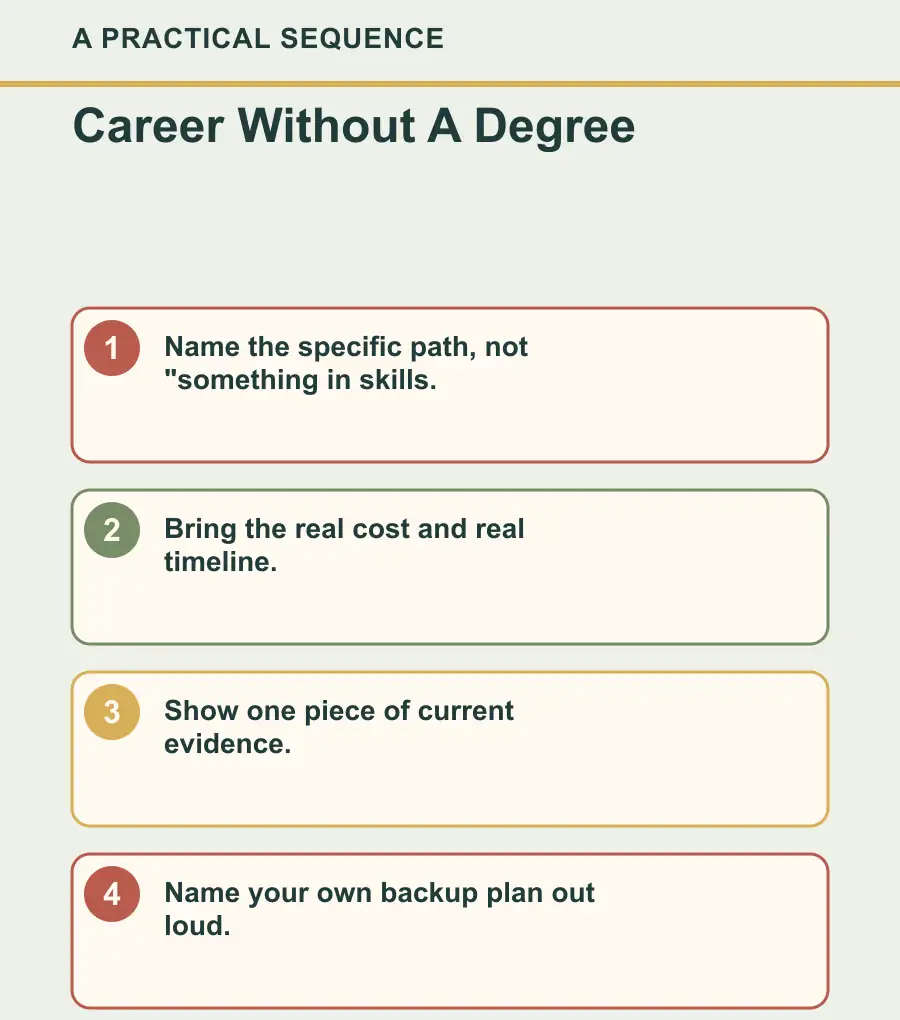 A PRACTICAL SEQUENCE
Career Without A Degree
1
Name the specific path, not
"something in skills.
2
Bring the real cost and real
timeline.
3
Show one piece of current
evidence.
4
Name your own backup plan out
loud.